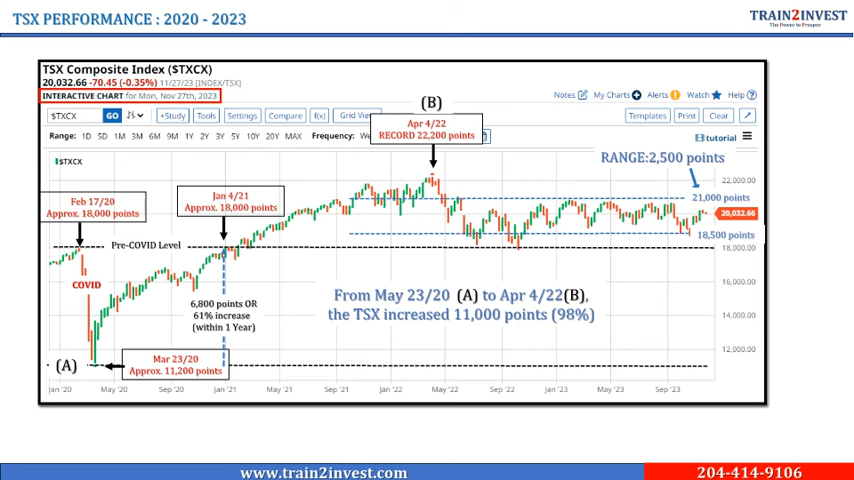 TSX PERFORMANCE : 2020 - 2023
TRAIN2INVEST
The Power to Prosper
TSX Composite Index ($TXCX)
20,032.66 -70.45 (-0.35%) 11/27/23 [INDEX/TSX]
INTERACTIVE CHART for Mon, Nov 27th, 2023
Notes My Charts Alerts Watch Help
$TXCX GO +Study Tools Settings Compare f(x) Grid View Templates Print Clear
Range: 1D 5D 1M 3M 6M 9M 1Y 2Y 3Y 5Y 10Y 20Y MAX Frequency: We
tutorial
(B)
Apr 4/22
RECORD 22,200 points
RANGE:2,500 points
$TXCX
22,000.00
21,000 points
20,032.66
18,500 points
18,000.00
16,000.00
14,000.00
12,000.00
Feb 17/20
Approx. 18,000 points
Jan 4/21
Approx. 18,000 points
Pre-COVID Level
COVID
6,800 points OR
61% increase
(within 1 Year)
From May 23/20 (A) to Apr 4/22(B),
the TSX increased 11,000 points (98%)
(A)
Mar 23/20
Approx. 11,200 points
Jan '20 May '20 Sep '20 Jan '21 May '21 Sep '21 Jan '22 May '22 Sep '22 Jan '23 May '23 Sep '23
www.train2invest.com
204-414-9106